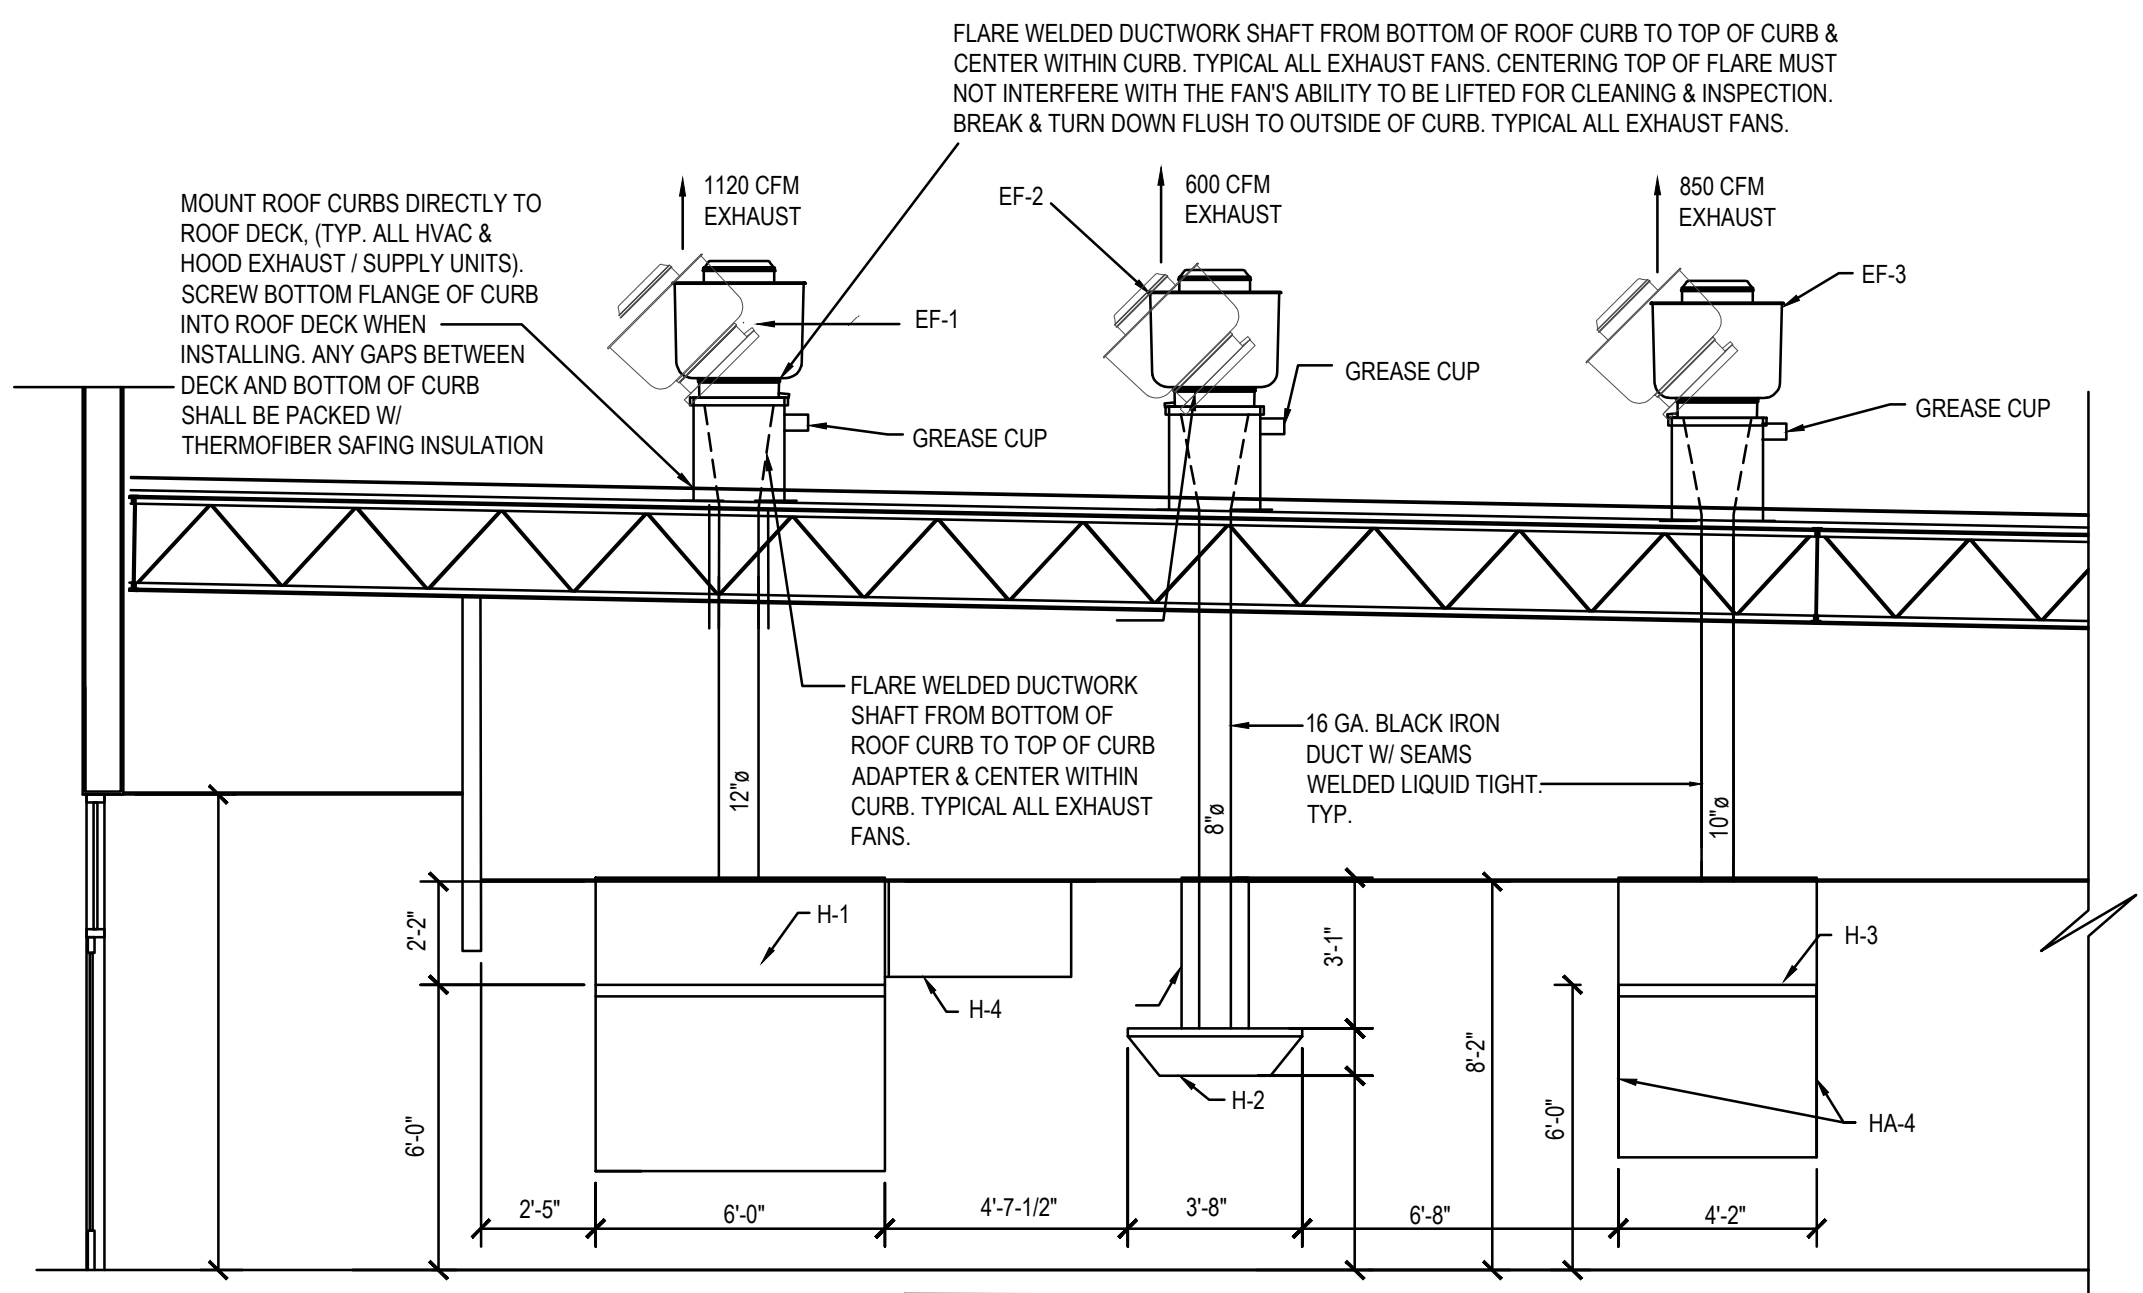 FLARE WELDED DUCTWORK SHAFT FROM BOTTOM OF ROOF CURB TO TOP OF CURB &
CENTER WITHIN CURB. TYPICAL ALL EXHAUST FANS. CENTERING TOP OF FLARE MUST
NOT INTERFERE WITH THE FAN'S ABILITY TO BE LIFTED FOR CLEANING & INSPECTION.
BREAK & TURN DOWN FLUSH TO OUTSIDE OF CURB. TYPICAL ALL EXHAUST FANS.
MOUNT ROOF CURBS DIRECTLY TO
ROOF DECK, (TYP. ALL HVAC &
HOOD EXHAUST / SUPPLY UNITS).
SCREW BOTTOM FLANGE OF CURB
INTO ROOF DECK WHEN
INSTALLING. ANY GAPS BETWEEN
DECK AND BOTTOM OF CURB
SHALL BE PACKED W/
THERMOFIBER SAFING INSULATION
1120 CFM
EXHAUST
EF-1
GREASE CUP
EF-2
600 CFM
EXHAUST
GREASE CUP
850 CFM
EXHAUST
EF-3
GREASE CUP
FLARE WELDED DUCTWORK
SHAFT FROM BOTTOM OF
ROOF CURB TO TOP OF CURB
ADAPTER & CENTER WITHIN
CURB. TYPICAL ALL EXHAUST
FANS.
16 GA. BLACK IRON
DUCT W/ SEAMS
WELDED LIQUID TIGHT.
TYP.
12"ø
8"ø
10"ø
2'-2"
H-1
H-4
3'-1"
H-3
8'-2"
H-2
6'-0"
6'-0"
HA-4
2'-5"
6'-0"
4'-7-1/2"
3'-8"
6'-8"
4'-2"